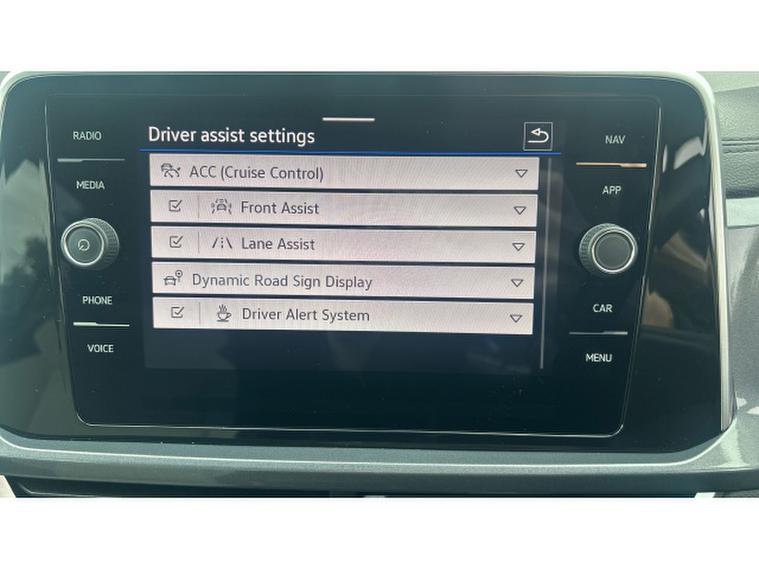 RADIO
MEDIA
PHONE
VOICE
Driver assist settings
ACC (Cruise Control)
Front Assist
Lane Assist
Dynamic Road Sign Display
Driver Alert System
NAV
APP
CAR
MENU